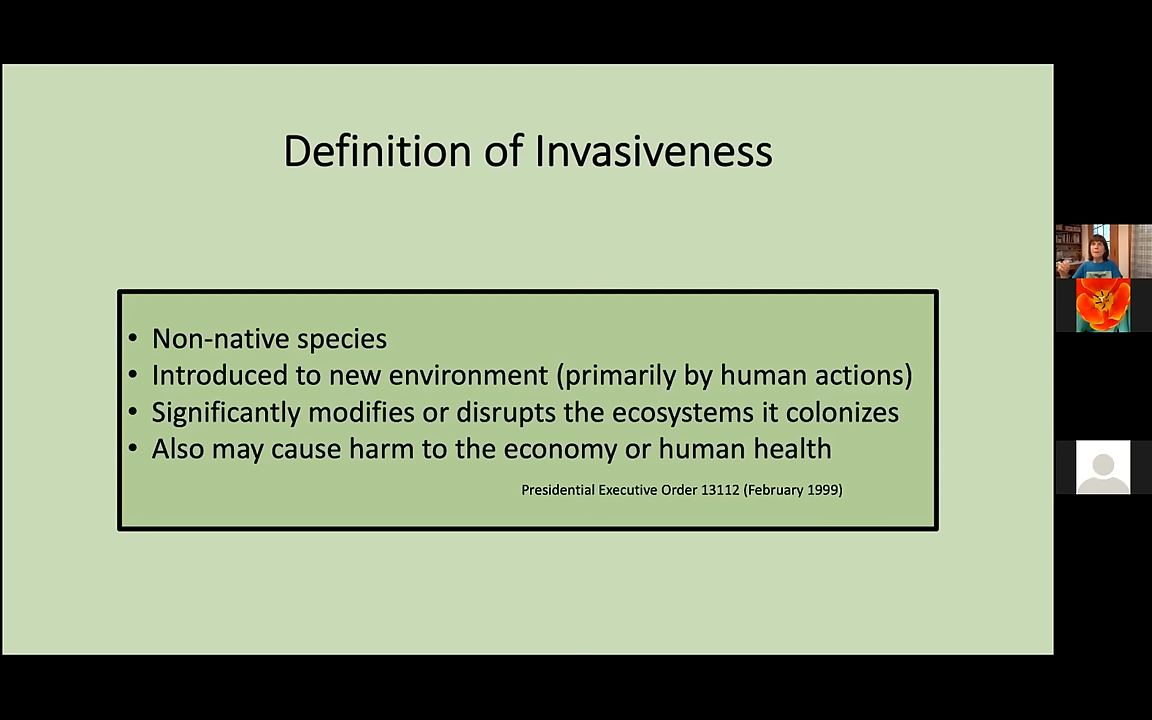 Definition of Invasiveness
• Non-native species
• Introduced to new environment (primarily by human actions)
• Significantly modifies or disrupts the ecosystems it colonizes
• Also may cause harm to the economy or human health
Presidential Executive Order 13112 (February 1999)